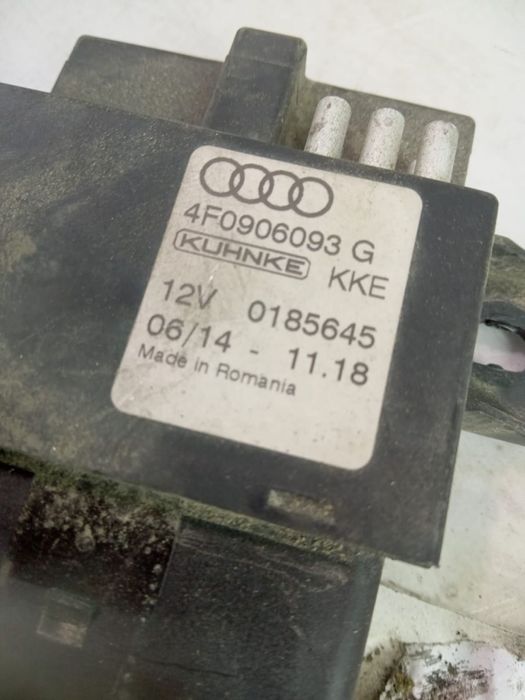 4F0906093 G
KUHNKE KKE
12V 0185645
06/14 - 11.18
Made in Romania